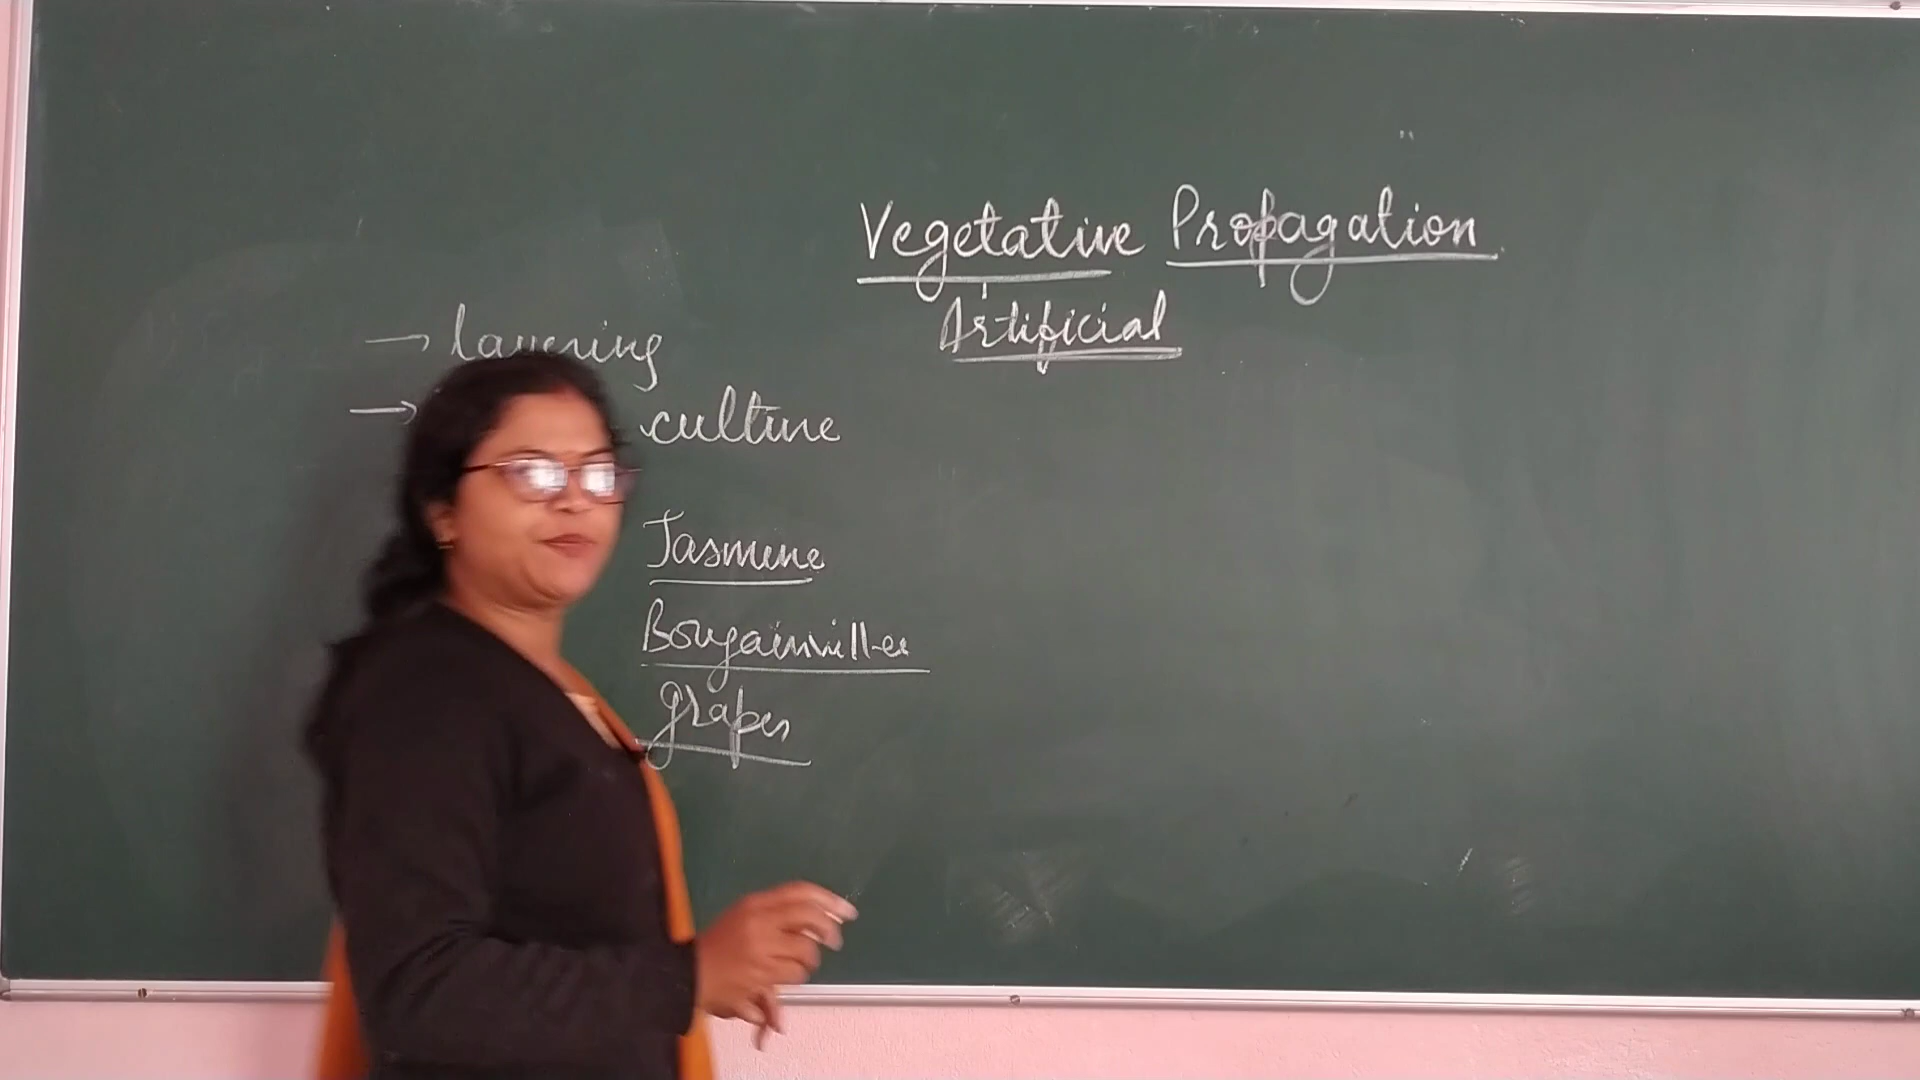 Vegetative Propagation
Artificial
→ layering
→ culture
Jasmine
Bougainvillea
grapes